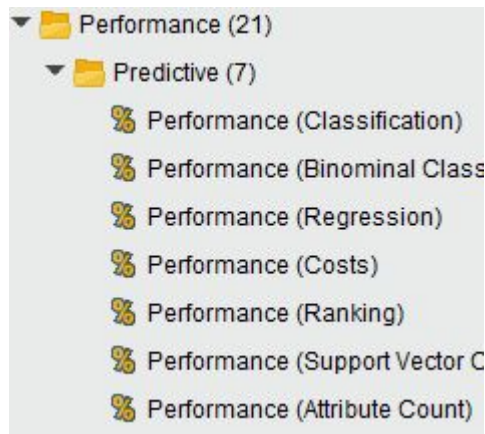 Performance (21)
Predictive (7)
Performance (Classification)
Performance (Binominal Class
Performance (Regression)
Performance (Costs)
Performance (Ranking)
Performance (Support Vector C
Performance (Attribute Count)